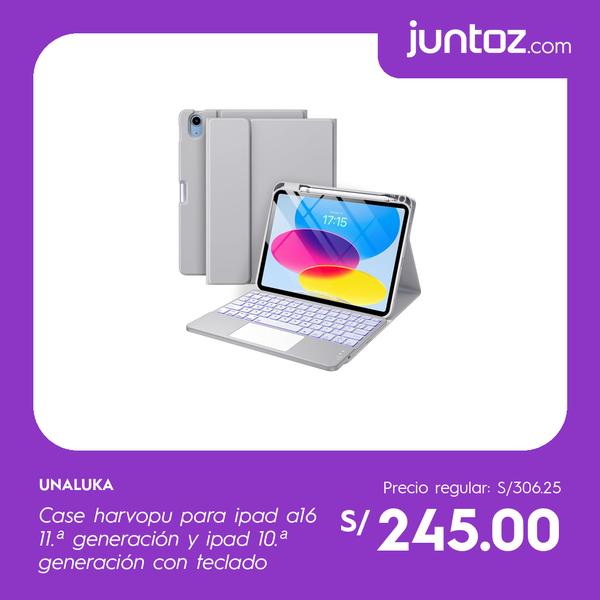 juntoz.com
17:15
UNALUKA
Case harvopu para ipad a16
11.ª generación y ipad 10.ª
generación con teclado
Precio regular: S/306.25
S/ 245.00